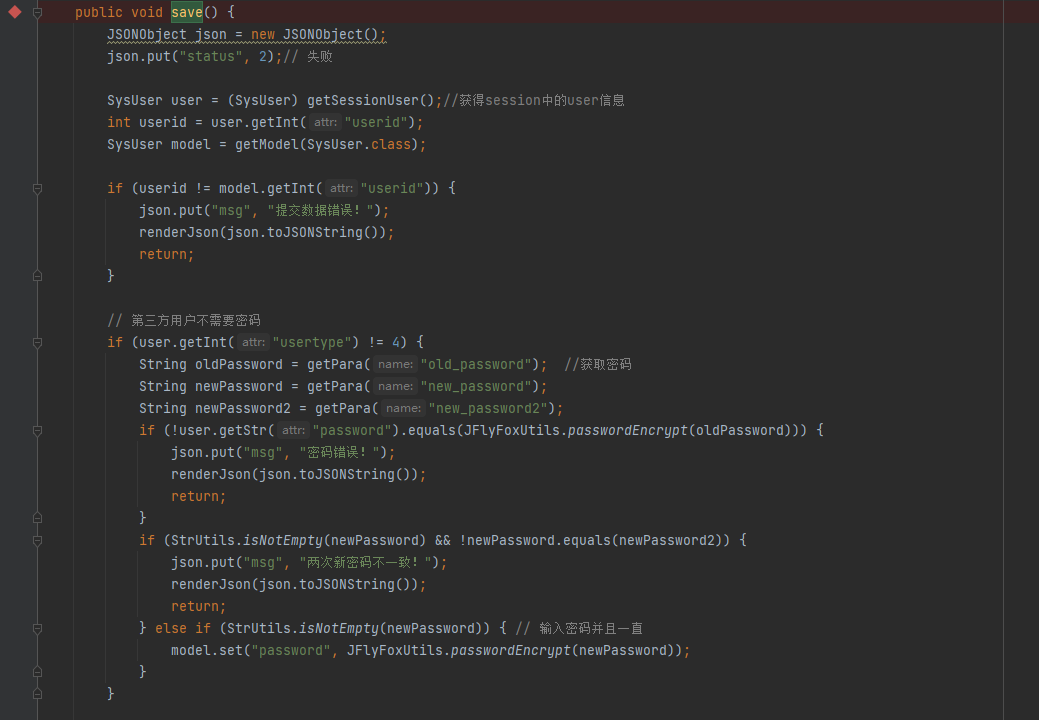 public void save() {
JSONObject json = new JSONObject();
json.put("status", 2);// 失败
SysUser user = (SysUser) getSessionUser();//获得session中的user信息
int userid = user.getInt( attr: "userid");
SysUser model = getModel(SysUser.class);
if (userid != model.getInt( attr: "userid")) {
json.put("msg", "提交数据错误！");
renderJson(json.toJSONString());
return;
}
// 第三方用户不需要密码
if (user.getInt( attr: "usertype") != 4) {
String oldPassword = getPara( name: "old_password");  //获取密码
String newPassword = getPara( name: "new_password");
String newPassword2 = getPara( name: "new_password2");
if (!user.getStr( attr: "password").equals(JFlyFoxUtils.passwordEncrypt(oldPassword))) {
json.put("msg", "密码错误！");
renderJson(json.toJSONString());
return;
}
if (StrUtils.isNotEmpty(newPassword) && !newPassword.equals(newPassword2)) {
json.put("msg", "两次新密码不一致！");
renderJson(json.toJSONString());
return;
} else if (StrUtils.isNotEmpty(newPassword)) { // 输入密码并且一直
model.set("password", JFlyFoxUtils.passwordEncrypt(newPassword));
}
}